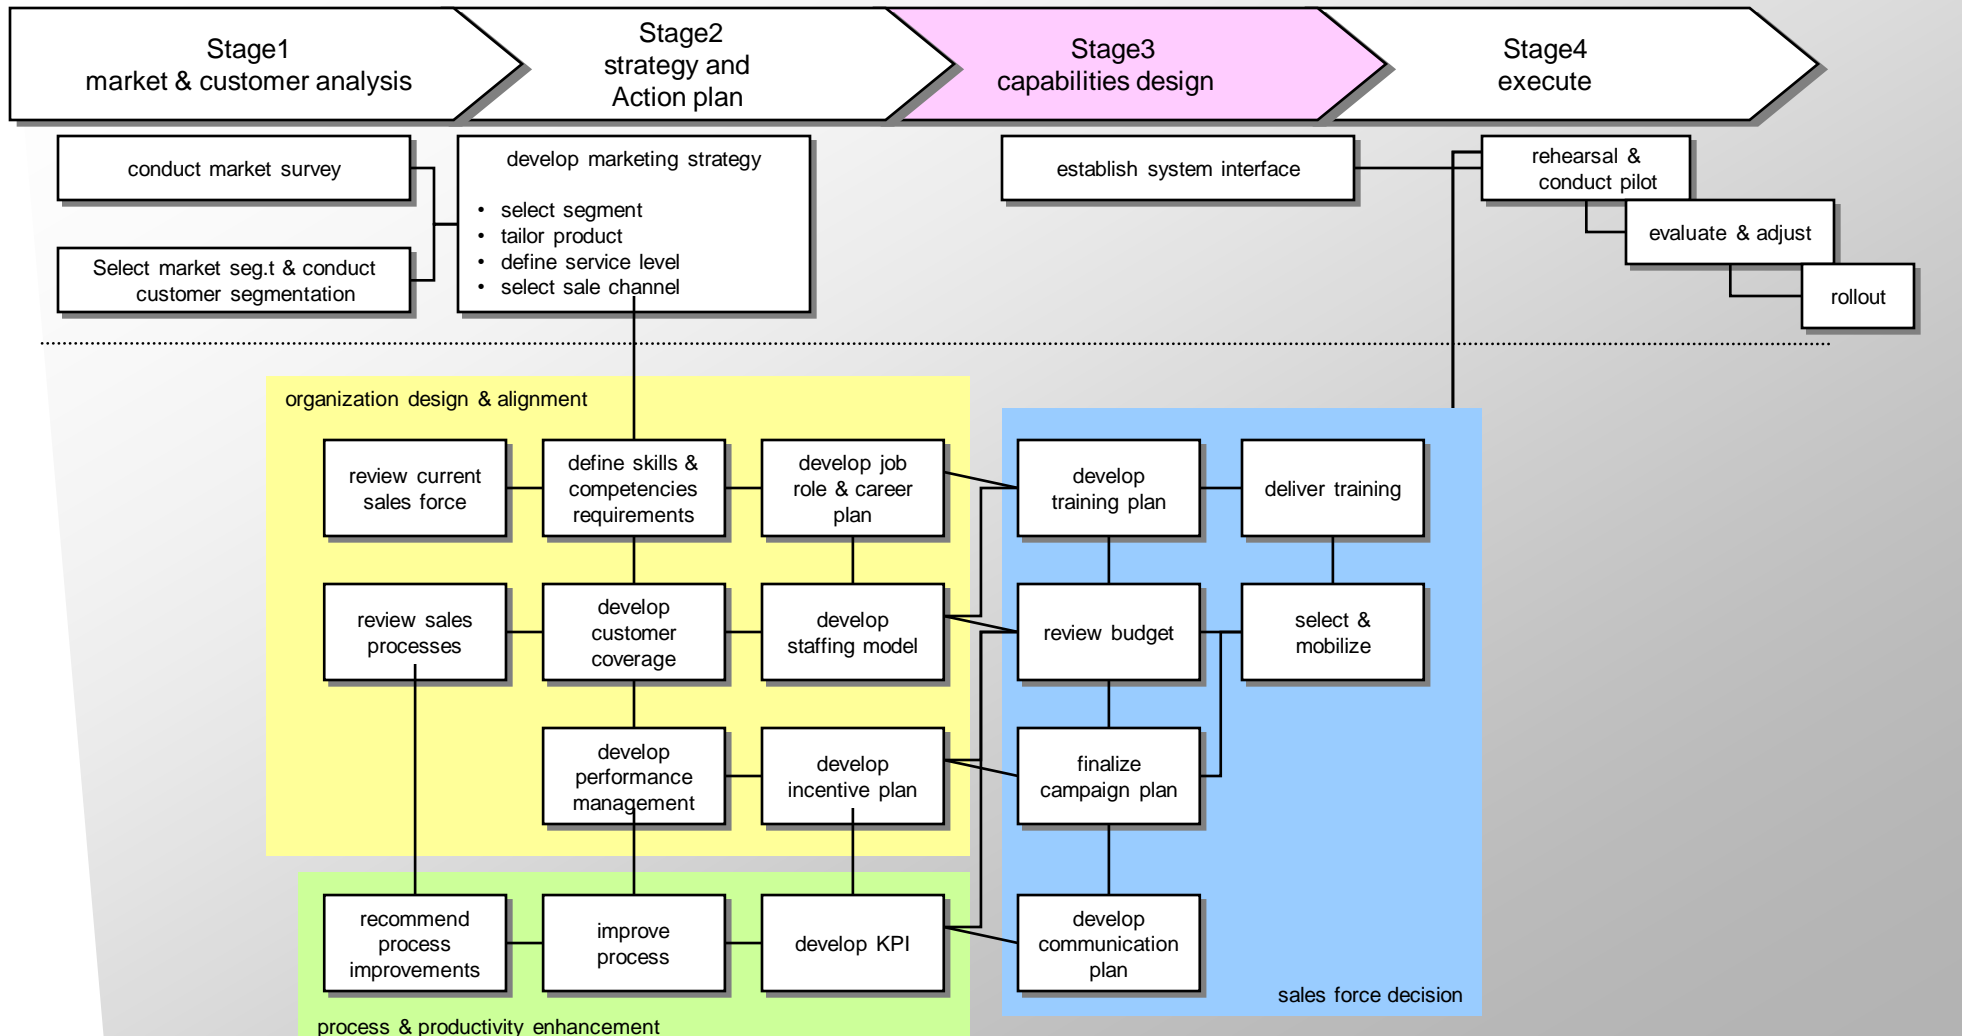 Stage1
market & customer analysis
Stage2
strategy and
Action plan
Stage3
capabilities design
Stage4
execute
conduct market survey
Select market seg.t & conduct
customer segmentation
develop marketing strategy
• select segment
• tailor product
• define service level
• select sale channel
establish system interface
rehearsal &
conduct pilot
evaluate & adjust
rollout
organization design & alignment
review current
sales force
define skills &
competencies
requirements
develop job
role & career
plan
develop
training plan
deliver training
review sales
processes
develop
customer
coverage
develop
staffing model
review budget
select &
mobilize
develop
performance
management
develop
incentive plan
finalize
campaign plan
recommend
process
improvements
improve
process
develop KPI
develop
communication
plan
sales force decision
process & productivity enhancement